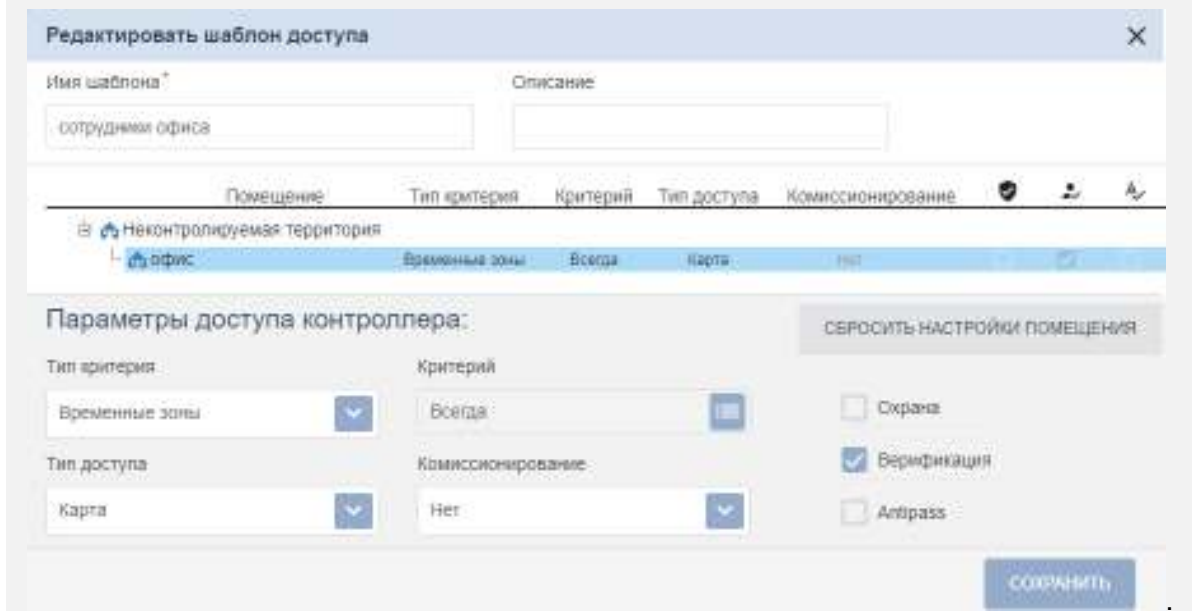 Редактировать шаблон доступа
Имя шаблона* Описание
сотрудники офиса
Помещение Тип критерия Критерий Тип доступа Комиссионирование
Неконтролируемая территория
офис Временные зоны Всегда Карта Нет
Параметры доступа контроллера:
СБРОСИТЬ НАСТРОЙКИ ПОМЕЩЕНИЯ
Тип критерия Критерий
Временные зоны Всегда Охрана
Тип доступа Комиссионирование Верификация
Карта Нет Antipass
СОХРАНИТЬ
.